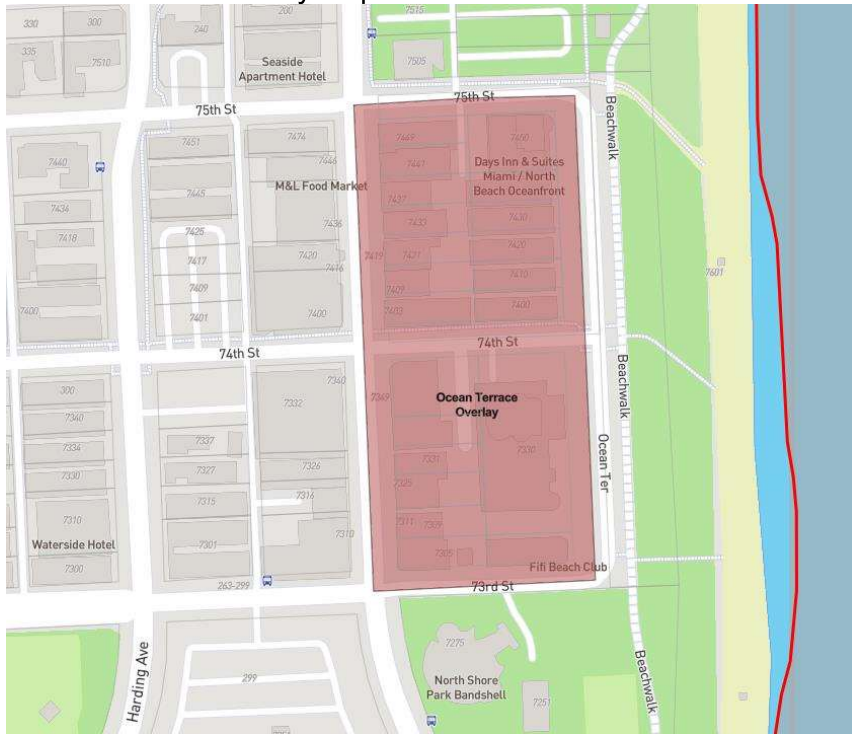 330
300
240
200
7515
335
7510
7505
Seaside
Apartment Hotel
75th St
75th St
Beachwalk
7451
7474
7469
7450
7440
7446
7441
Days Inn & Suites
Miami / North
Beach Oceanfront
M&L Food Market
7445
7437
7434
7436
7433
7430
7425
7418
7417
7420
7416
7419
7421
7420
7601
7409
7409
7410
7400
7401
7400
7403
7400
74th St
74th St
Beachwalk
300
7340
7332
7340
7349
Ocean Terrace
Overlay
7334
7337
7330
7327
7326
7331
7330
Ocean Ter
7325
7310
7315
7316
7311
7309
Waterside Hotel
7301
7310
7305
7300
Fifi Beach Club
263-299
73rd St
Harding Ave
7275
Beachwalk
299
North Shore
Park Bandshell
7251